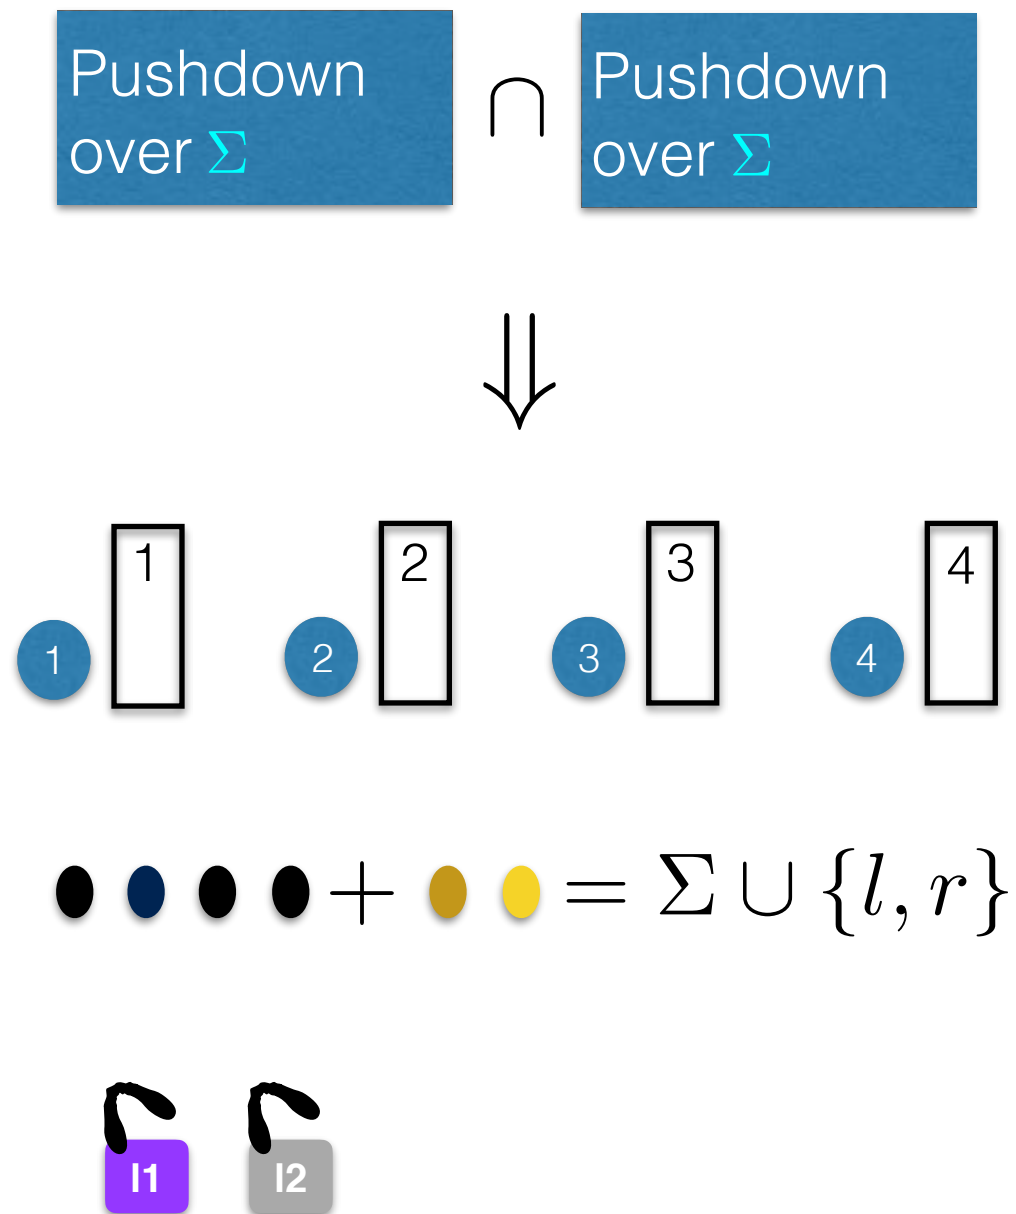 Pushdown over Σ ∩ Pushdown over Σ
⇓
1 2 3 4
1 2 3 4
+ = Σ ∪ {l, r}
l1 l2